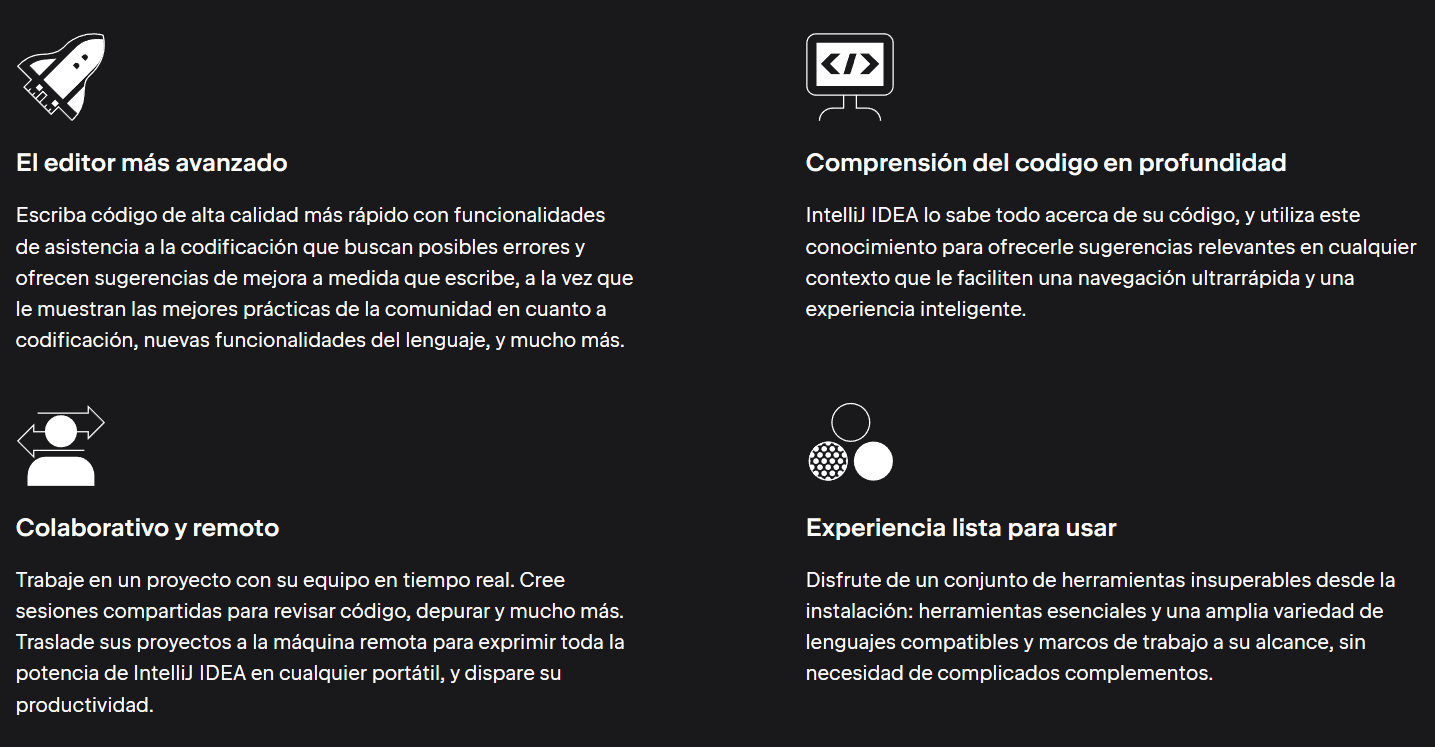 El editor más avanzado
Escriba código de alta calidad más rápido con funcionalidades
de asistencia a la codificación que buscan posibles errores y
ofrecen sugerencias de mejora a medida que escribe, a la vez que
le muestran las mejores prácticas de la comunidad en cuanto a
codificación, nuevas funcionalidades del lenguaje, y mucho más.
</>
Comprensión del codigo en profundidad
IntelliJ IDEA lo sabe todo acerca de su código, y utiliza este
conocimiento para ofrecerle sugerencias relevantes en cualquier
contexto que le faciliten una navegación ultrarrápida y una
experiencia inteligente.
Colaborativo y remoto
Trabaje en un proyecto con su equipo en tiempo real. Cree
sesiones compartidas para revisar código, depurar y mucho más.
Traslade sus proyectos a la máquina remota para exprimir toda la
potencia de IntelliJ IDEA en cualquier portátil, y dispare su
productividad.
Experiencia lista para usar
Disfrute de un conjunto de herramientas insuperables desde la
instalación: herramientas esenciales y una amplia variedad de
lenguajes compatibles y marcos de trabajo a su alcance, sin
necesidad de complicados complementos.